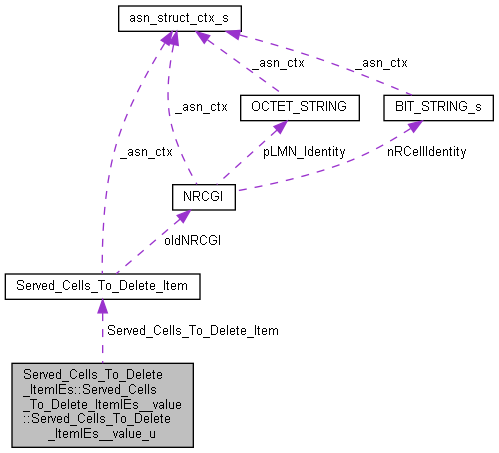 asn_struct_ctx_s
_asn_ctx
_asn_ctx
_asn_ctx
OCTET_STRING
BIT_STRING_s
_asn_ctx
pLMN_Identity
nRCellIdentity
NRCGI
oldNRCGI
Served_Cells_To_Delete_Item
Served_Cells_To_Delete_Item
Served_Cells_To_Delete
_ItemIEs::Served_Cells
_To_Delete_ItemIEs__value
::Served_Cells_To_Delete
_ItemIEs__value_u